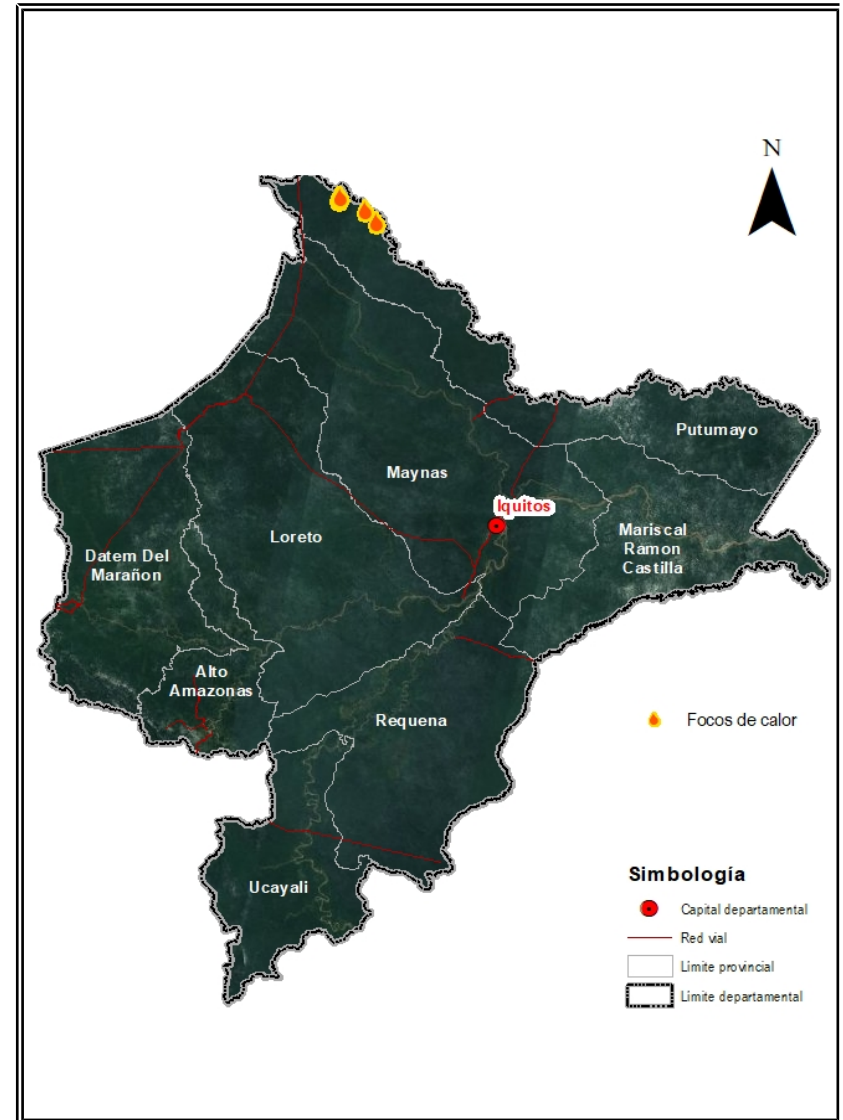 N
Putumayo
Maynas
Iquitos
Mariscal
Ramon
Castilla
Loreto
Datem Del
Marañon
Alto
Amazonas
Requena
Focos de calor
Ucayali
Simbología
Capital departamental
Red vial
Limite provincial
Limite departamental